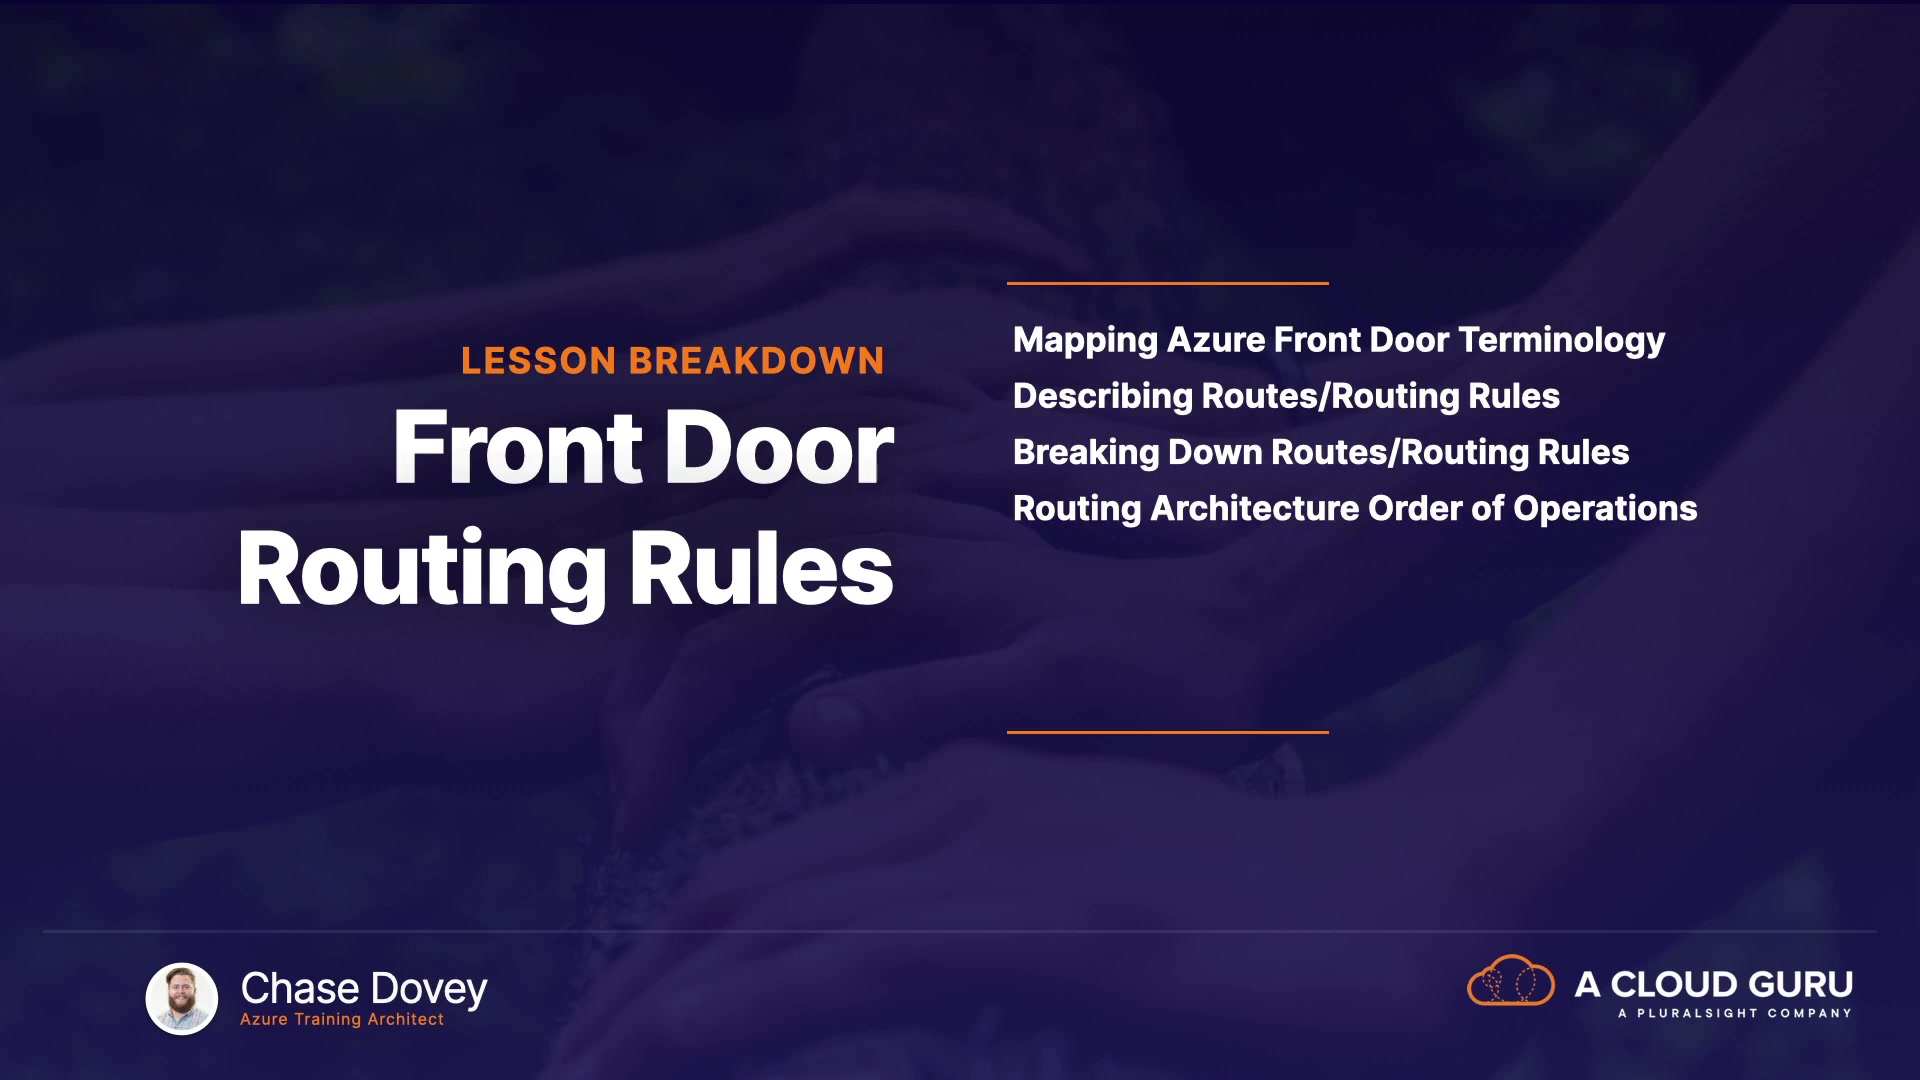 LESSON BREAKDOWN
Front Door
Routing Rules
Mapping Azure Front Door Terminology
Describing Routes/Routing Rules
Breaking Down Routes/Routing Rules
Routing Architecture Order of Operations
Chase Dovey
Azure Training Architect
A CLOUD GURU
A PLURALSIGHT COMPANY